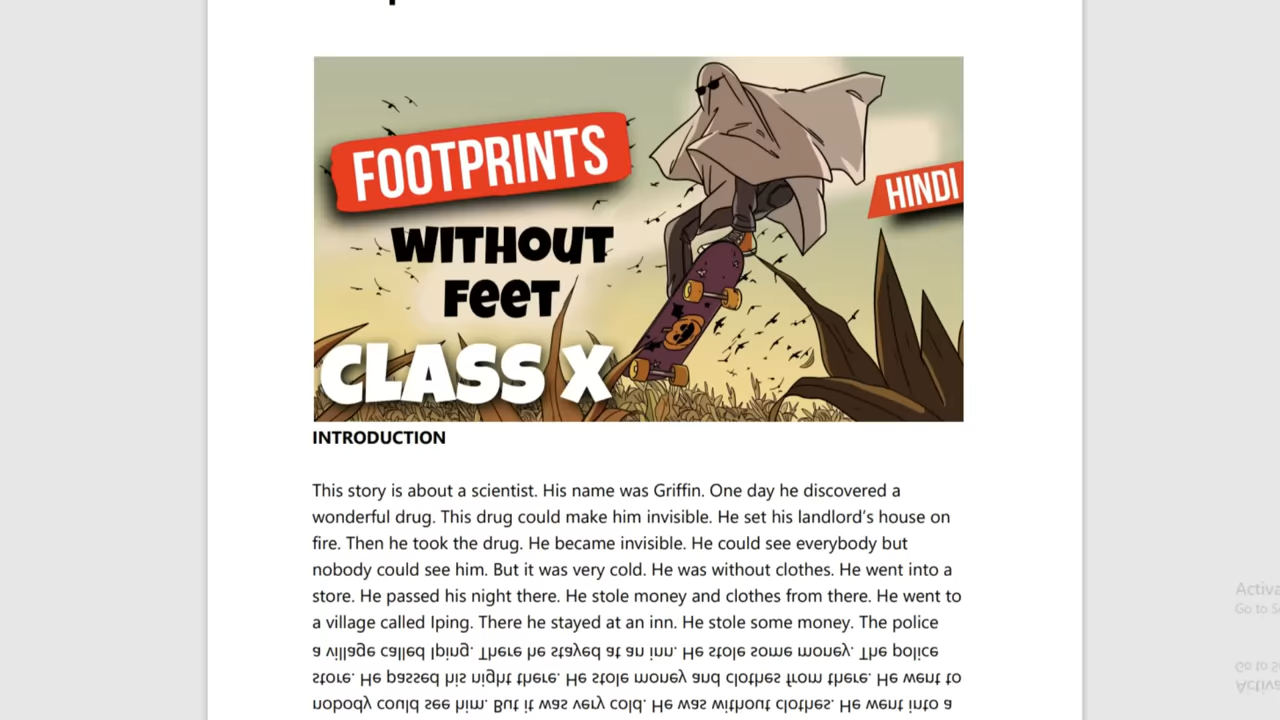 FOOTPRINTS
WITHOUT
FEET
CLASS X
HINDI
INTRODUCTION
This story is about a scientist. His name was Griffin. One day he discovered a
wonderful drug. This drug could make him invisible. He set his landlord's house on
fire. Then he took the drug. He became invisible. He could see everybody but
nobody could see him. But it was very cold. He was without clothes. He went into a
store. He passed his night there. He stole money and clothes from there. He went to
a village called Iping. There he stayed at an inn. He stole some money. The police
a village called Iping. There he stayed at an inn. He stole some money. The police
store. He passed his night there. He stole money and clothes from there. He went to
nobody could see him. But it was very cold. He was without clothes. He went into a